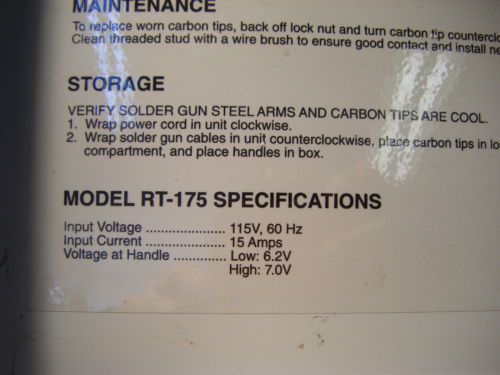 MAINTENANCE
To replace worn carbon tips, back off lock nut and turn carbon tip
Clean threaded stud with a wire brush to ensure good contact and install
STORAGE
VERIFY SOLDER GUN STEEL ARMS AND CARBON TIPS ARE COOL.
1. Wrap power cord in unit clockwise.
2. Wrap solder gun cables in unit counterclockwise, place carbon tips in
compartment, and place handles in box.
MODEL RT-175 SPECIFICATIONS
Input Voltage ...................... 115V, 60 Hz
Input Current ...................... 15 Amps
Voltage at Handle .............. Low: 6.2V
High: 7.0V